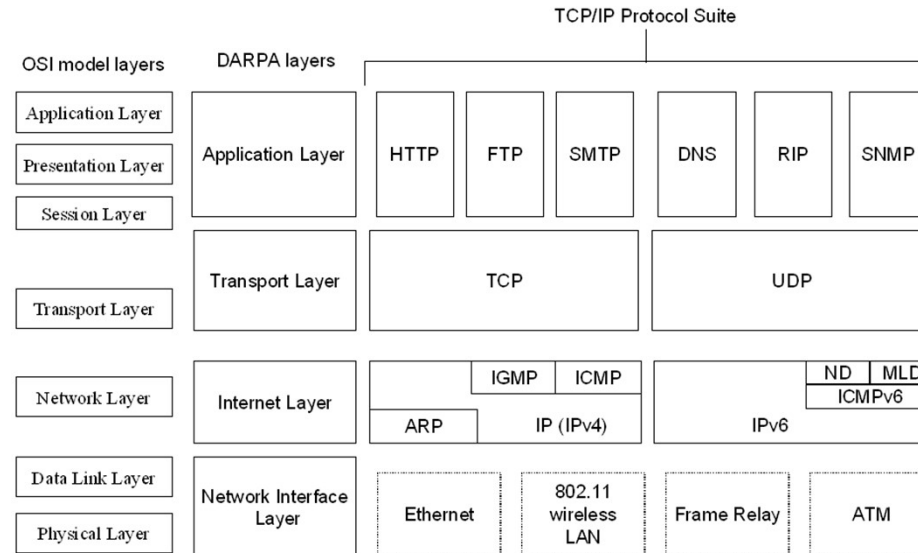 TCP/IP Protocol Suite
OSI model layers
DARPA layers
Application Layer
Presentation Layer
Session Layer
Application Layer
HTTP
FTP
SMTP
DNS
RIP
SNMP
Transport Layer
Transport Layer
TCP
UDP
Network Layer
Internet Layer
IGMP
ICMP
ARP
IP (IPv4)
ND
MLD
ICMPv6
IPv6
Data Link Layer
Physical Layer
Network Interface
Layer
Ethernet
802.11
wireless
LAN
Frame Relay
ATM